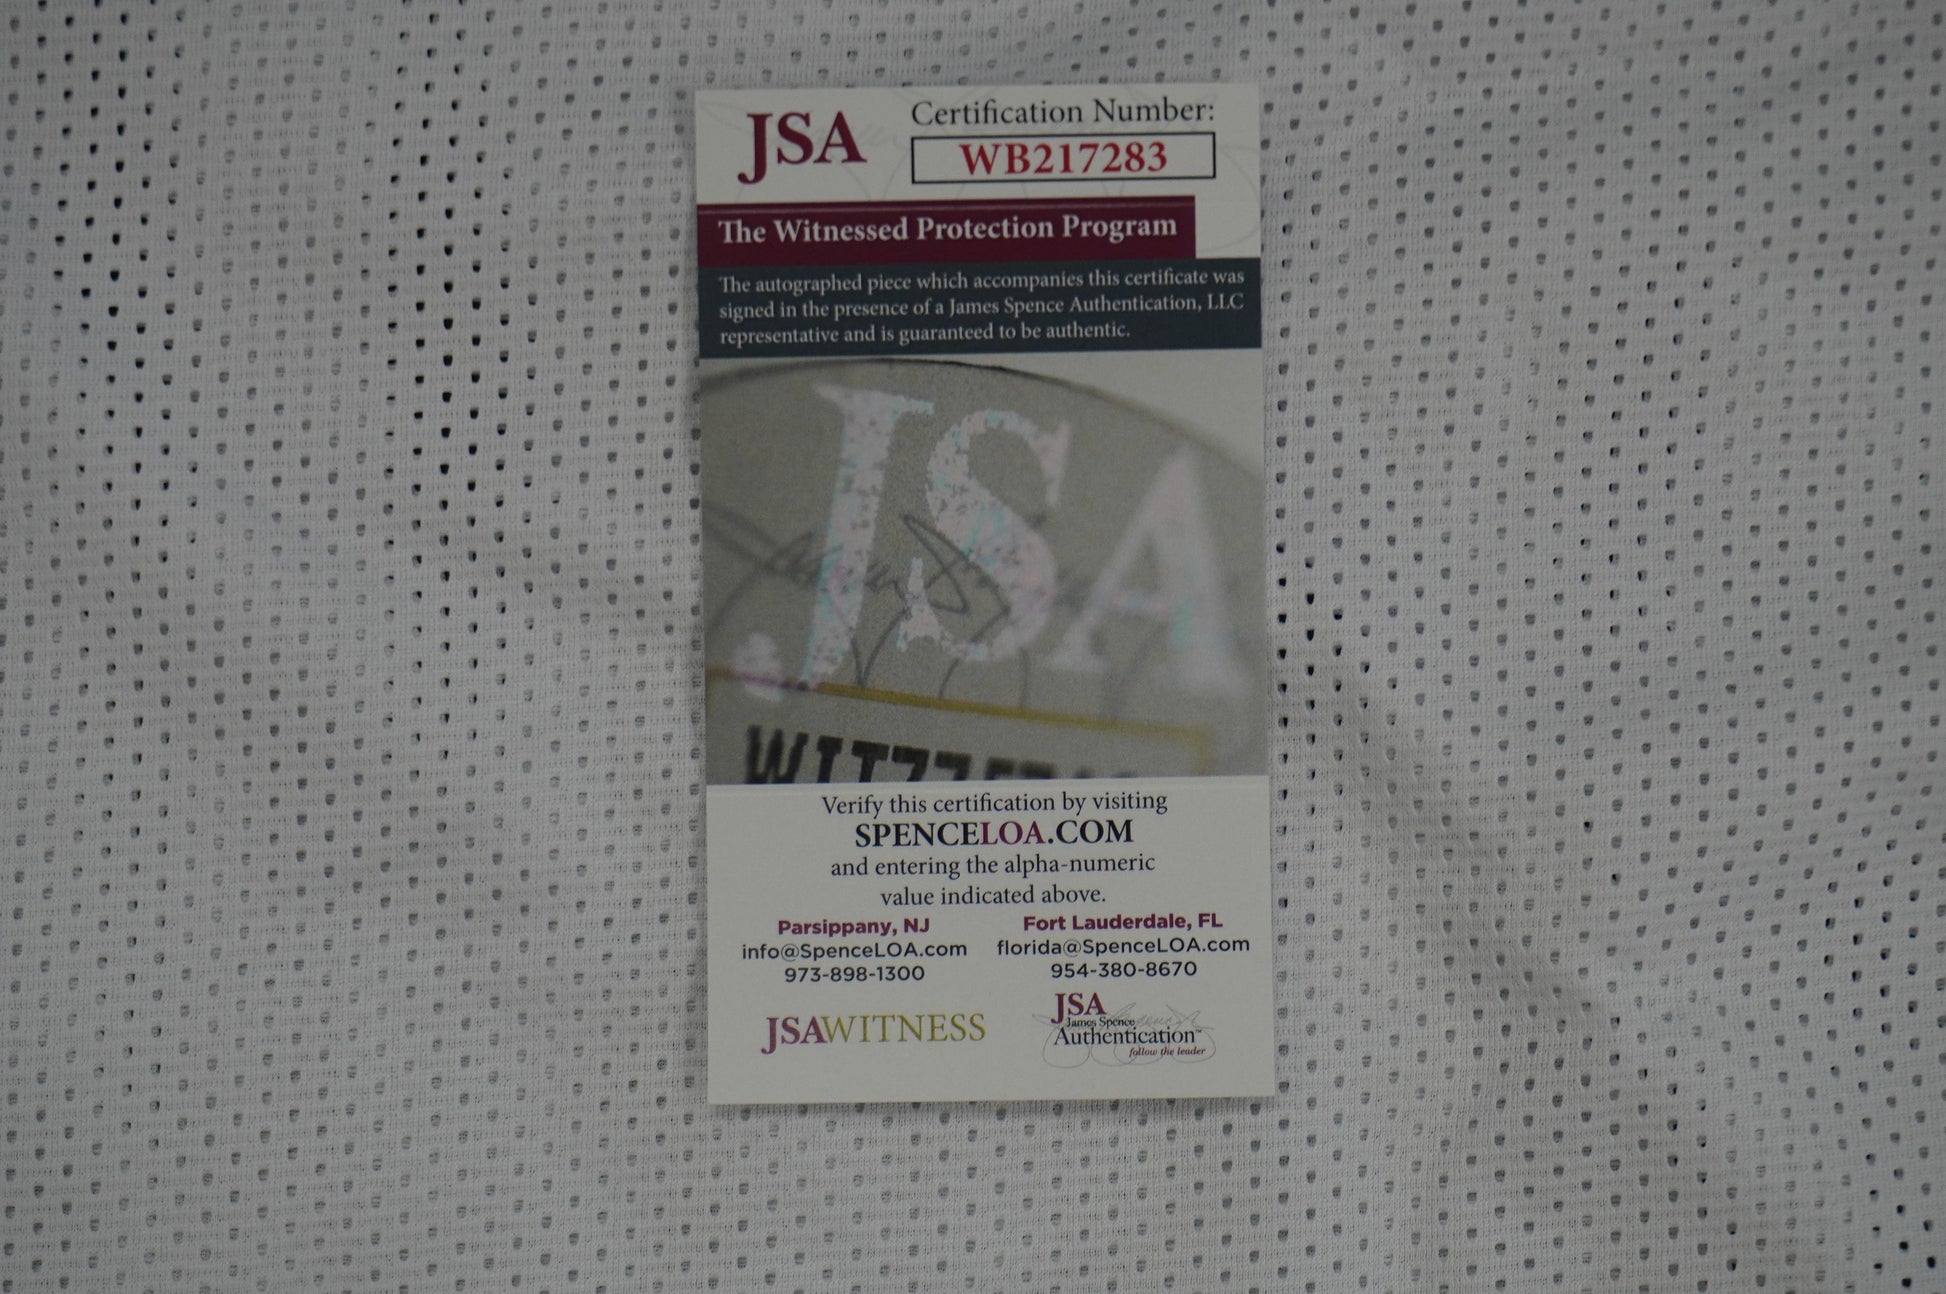 JSA
Certification Number:
WB217283
The Witnessed Protection Program
The autographed piece which accompanies this certificate was
signed in the presence of a James Spence Authentication, LLC
representative and is guaranteed to be authentic.
JSA
Verify this certification by visiting
SPENCELOA.COM
and entering the alpha-numeric
value indicated above.
Parsippany, NJ
info@SpenceLOA.com
973-898-1300
Fort Lauderdale, FL
florida@SpenceLOA.com
954-380-8670
JSAWITNESS
JSA
James Spence
Authentication™
follow the leader